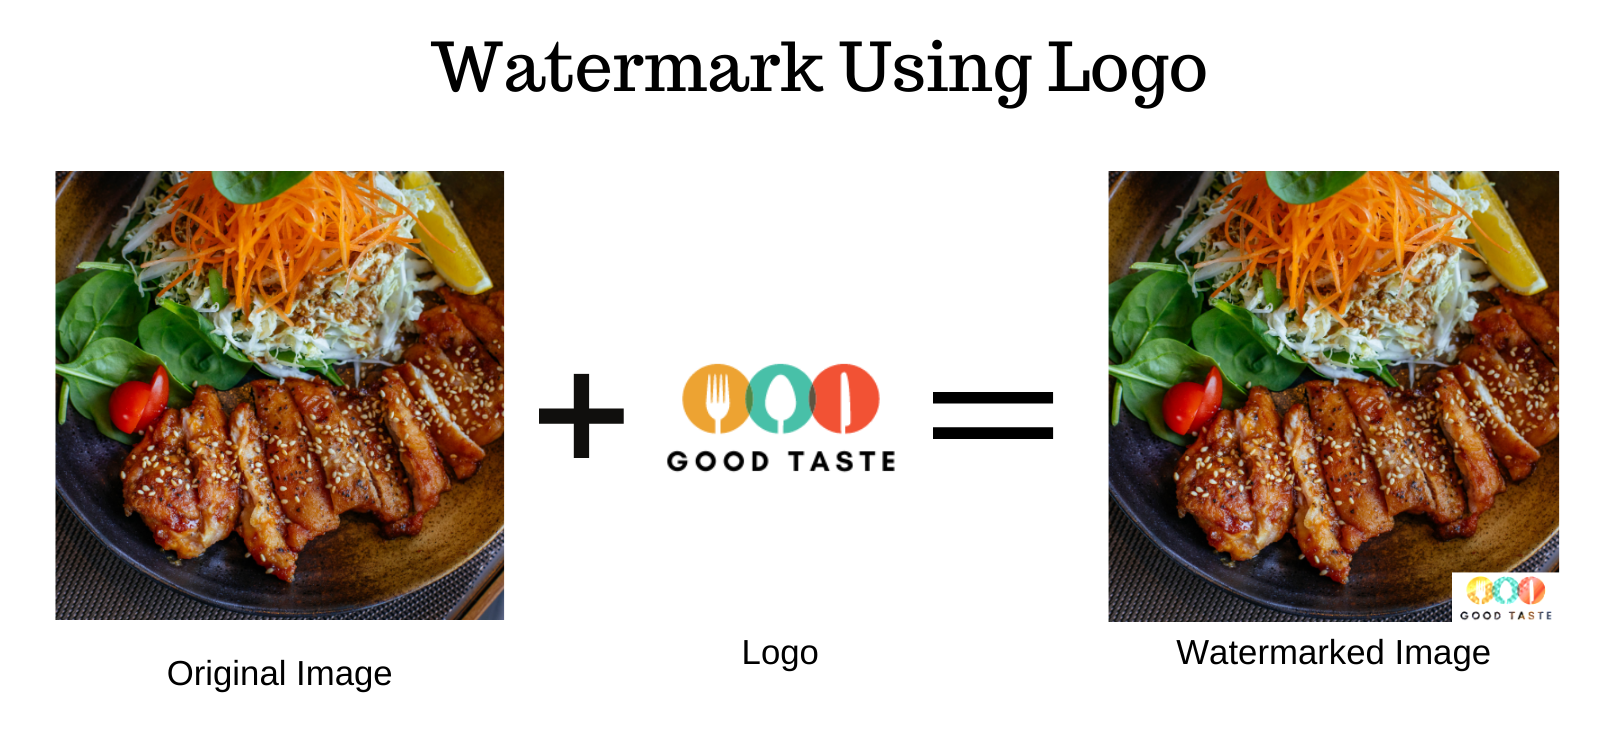 Watermark Using Logo
GOOD TASTE
GOOD TASTE
Original Image
Logo
Watermarked Image